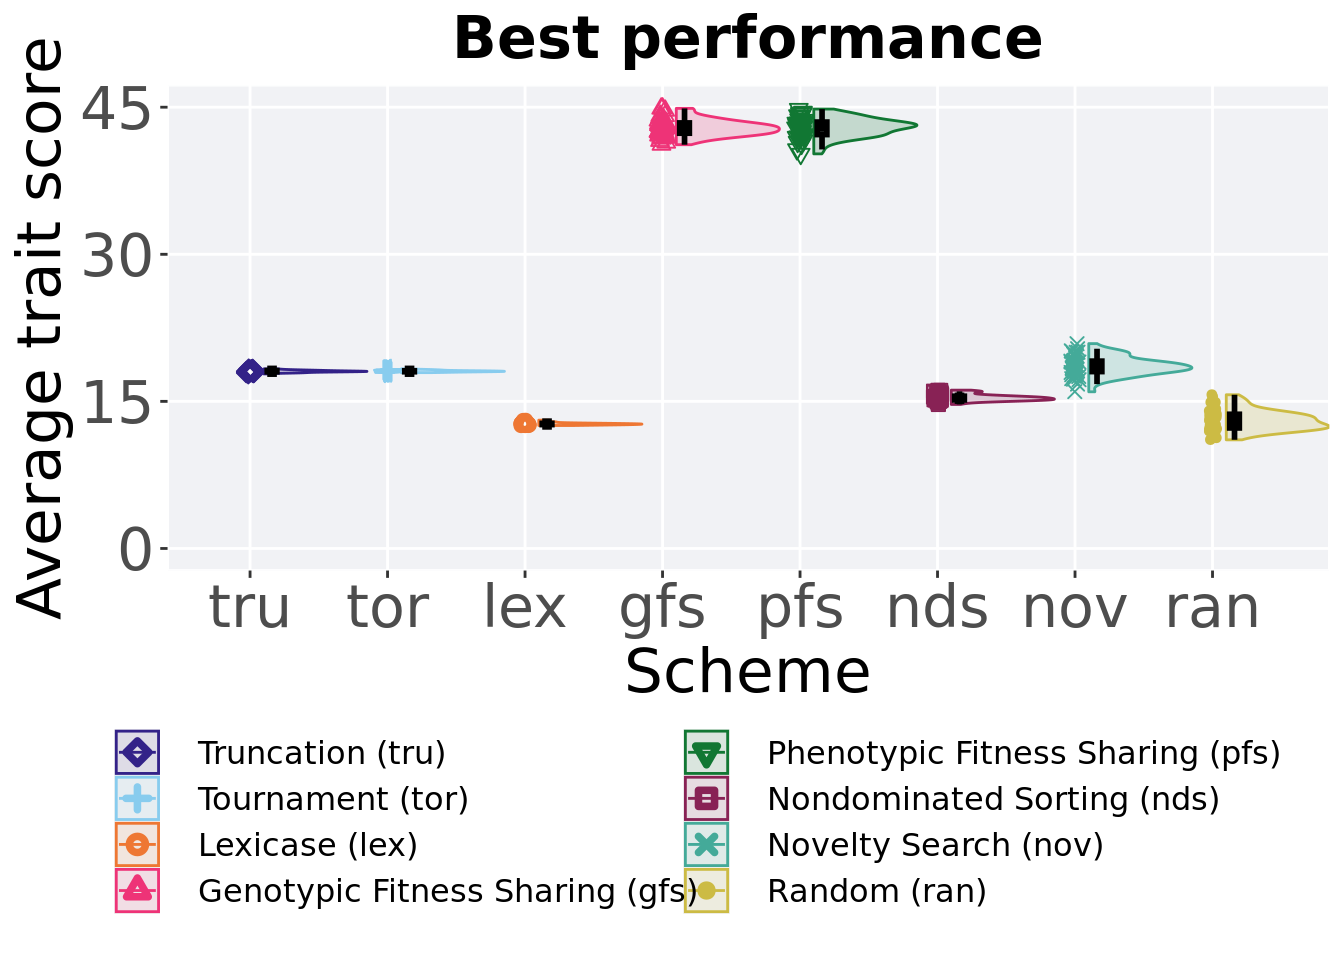 Best performance
Average trait score
45
30
15
0
tru tor lex gfs pfs nds nov ran
Scheme
Truncation (tru)
Tournament (tor)
Lexicase (lex)
Genotypic Fitness Sharing (gfs)
Phenotypic Fitness Sharing (pfs)
Nondominated Sorting (nds)
Novelty Search (nov)
Random (ran)